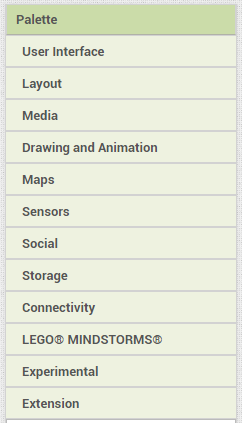 Palette
User Interface
Layout
Media
Drawing and Animation
Maps
Sensors
Social
Storage
Connectivity
LEGO® MINDSTORMS®
Experimental
Extension